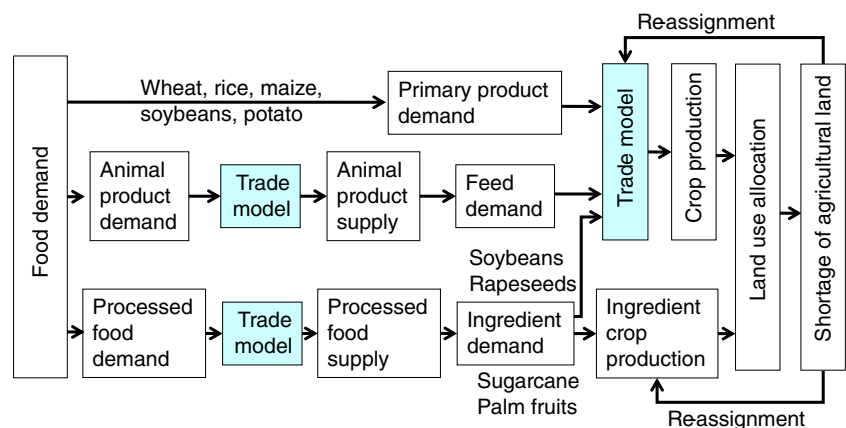 Re-assignment
Food demand
Wheat, rice, maize,
soybeans, potato
Primary product
demand
Trade model
Crop production
Land use allocation
Shortage of agricultural land
Animal
product
demand
Trade
model
Animal
product
supply
Feed
demand
Soybeans
Rapeseeds
Processed
food
demand
Trade
model
Processed
food
supply
Ingredient
demand
Ingredient
crop
production
Sugarcane
Palm fruits
Re-assignment